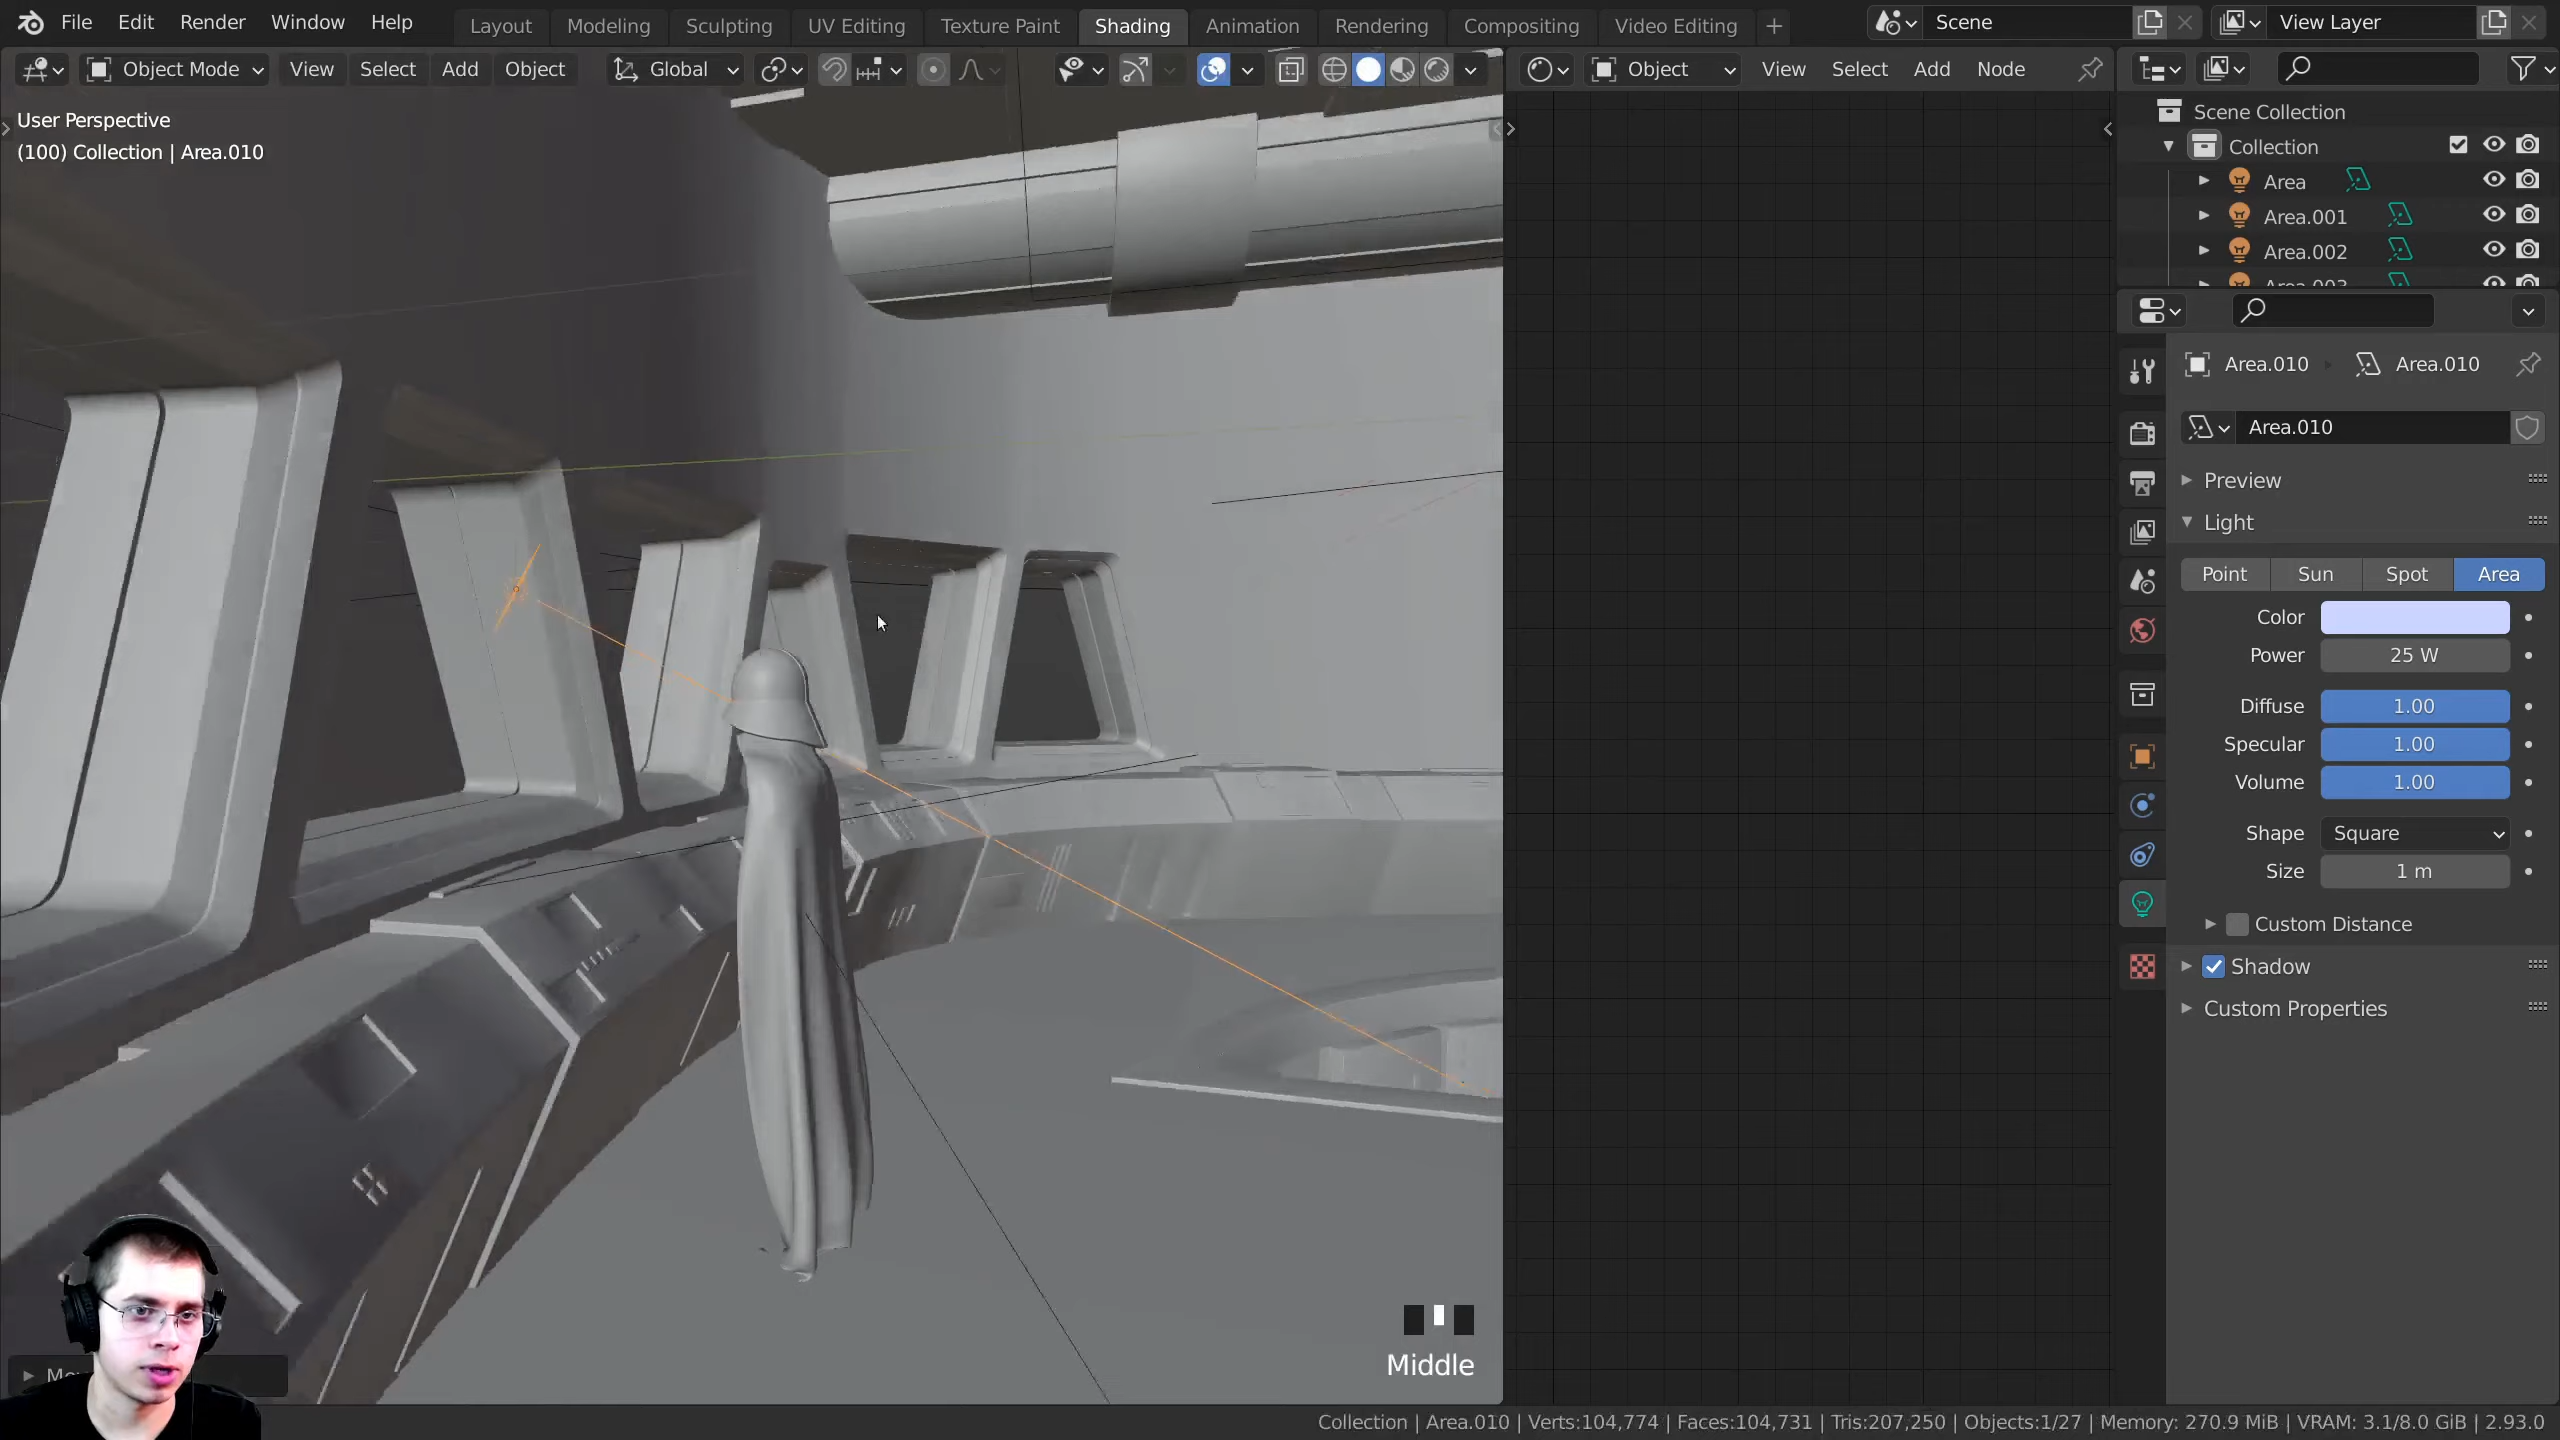 File Edit Render Window Help Layout Modeling Sculpting UV Editing Texture Paint Shading Animation Rendering Compositing Video Editing + Scene View Layer
Object Mode View Select Add Object Global Object View Select Add Node
User Perspective
(100) Collection | Area.010
Scene Collection
Collection
Area
Area.001
Area.002
Area.003
Area.010 Area.010
Area.010
Preview
Light
Point Sun Spot Area
Color
Power 25 W
Diffuse 1.00
Specular 1.00
Volume 1.00
Shape Square
Size 1 m
Custom Distance
Shadow
Custom Properties
Middle
Collection | Area.010 | Verts:104,774 | Faces:104,731 | Tris:207,250 | Objects:1/27 | Memory: 270.9 MiB | VRAM: 3.1/8.0 GiB | 2.93.0